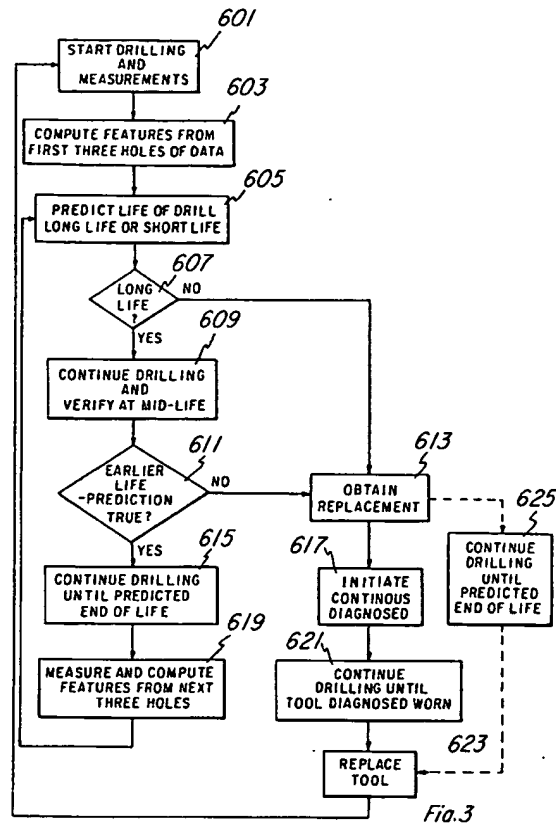 601
START DRILLING
AND
MEASUREMENTS
603
COMPUTE FEATURES FROM
FIRST THREE HOLES OF DATA
605
PREDICT LIFE OF DRILL
LONG LIFE OR SHORT LIFE
607
LONG
LIFE
?
NO
YES
609
CONTINUE DRILLING
AND
VERIFY AT MID-LIFE
611
EARLIER
LIFE
-PREDICTION
TRUE?
NO
YES
613
OBTAIN
REPLACEMENT
625
CONTINUE
DRILLING
UNTIL
PREDICTED
END OF LIFE
615
CONTINUE DRILLING
UNTIL PREDICTED
END OF LIFE
617
INITIATE
CONTINOUS
DIAGNOSED
619
MEASURE AND COMPUTE
FEATURES FROM NEXT
THREE HOLES
621
CONTINUE
DRILLING UNTIL
TOOL DIAGNOSED WORN
623
REPLACE
TOOL
Fig.3